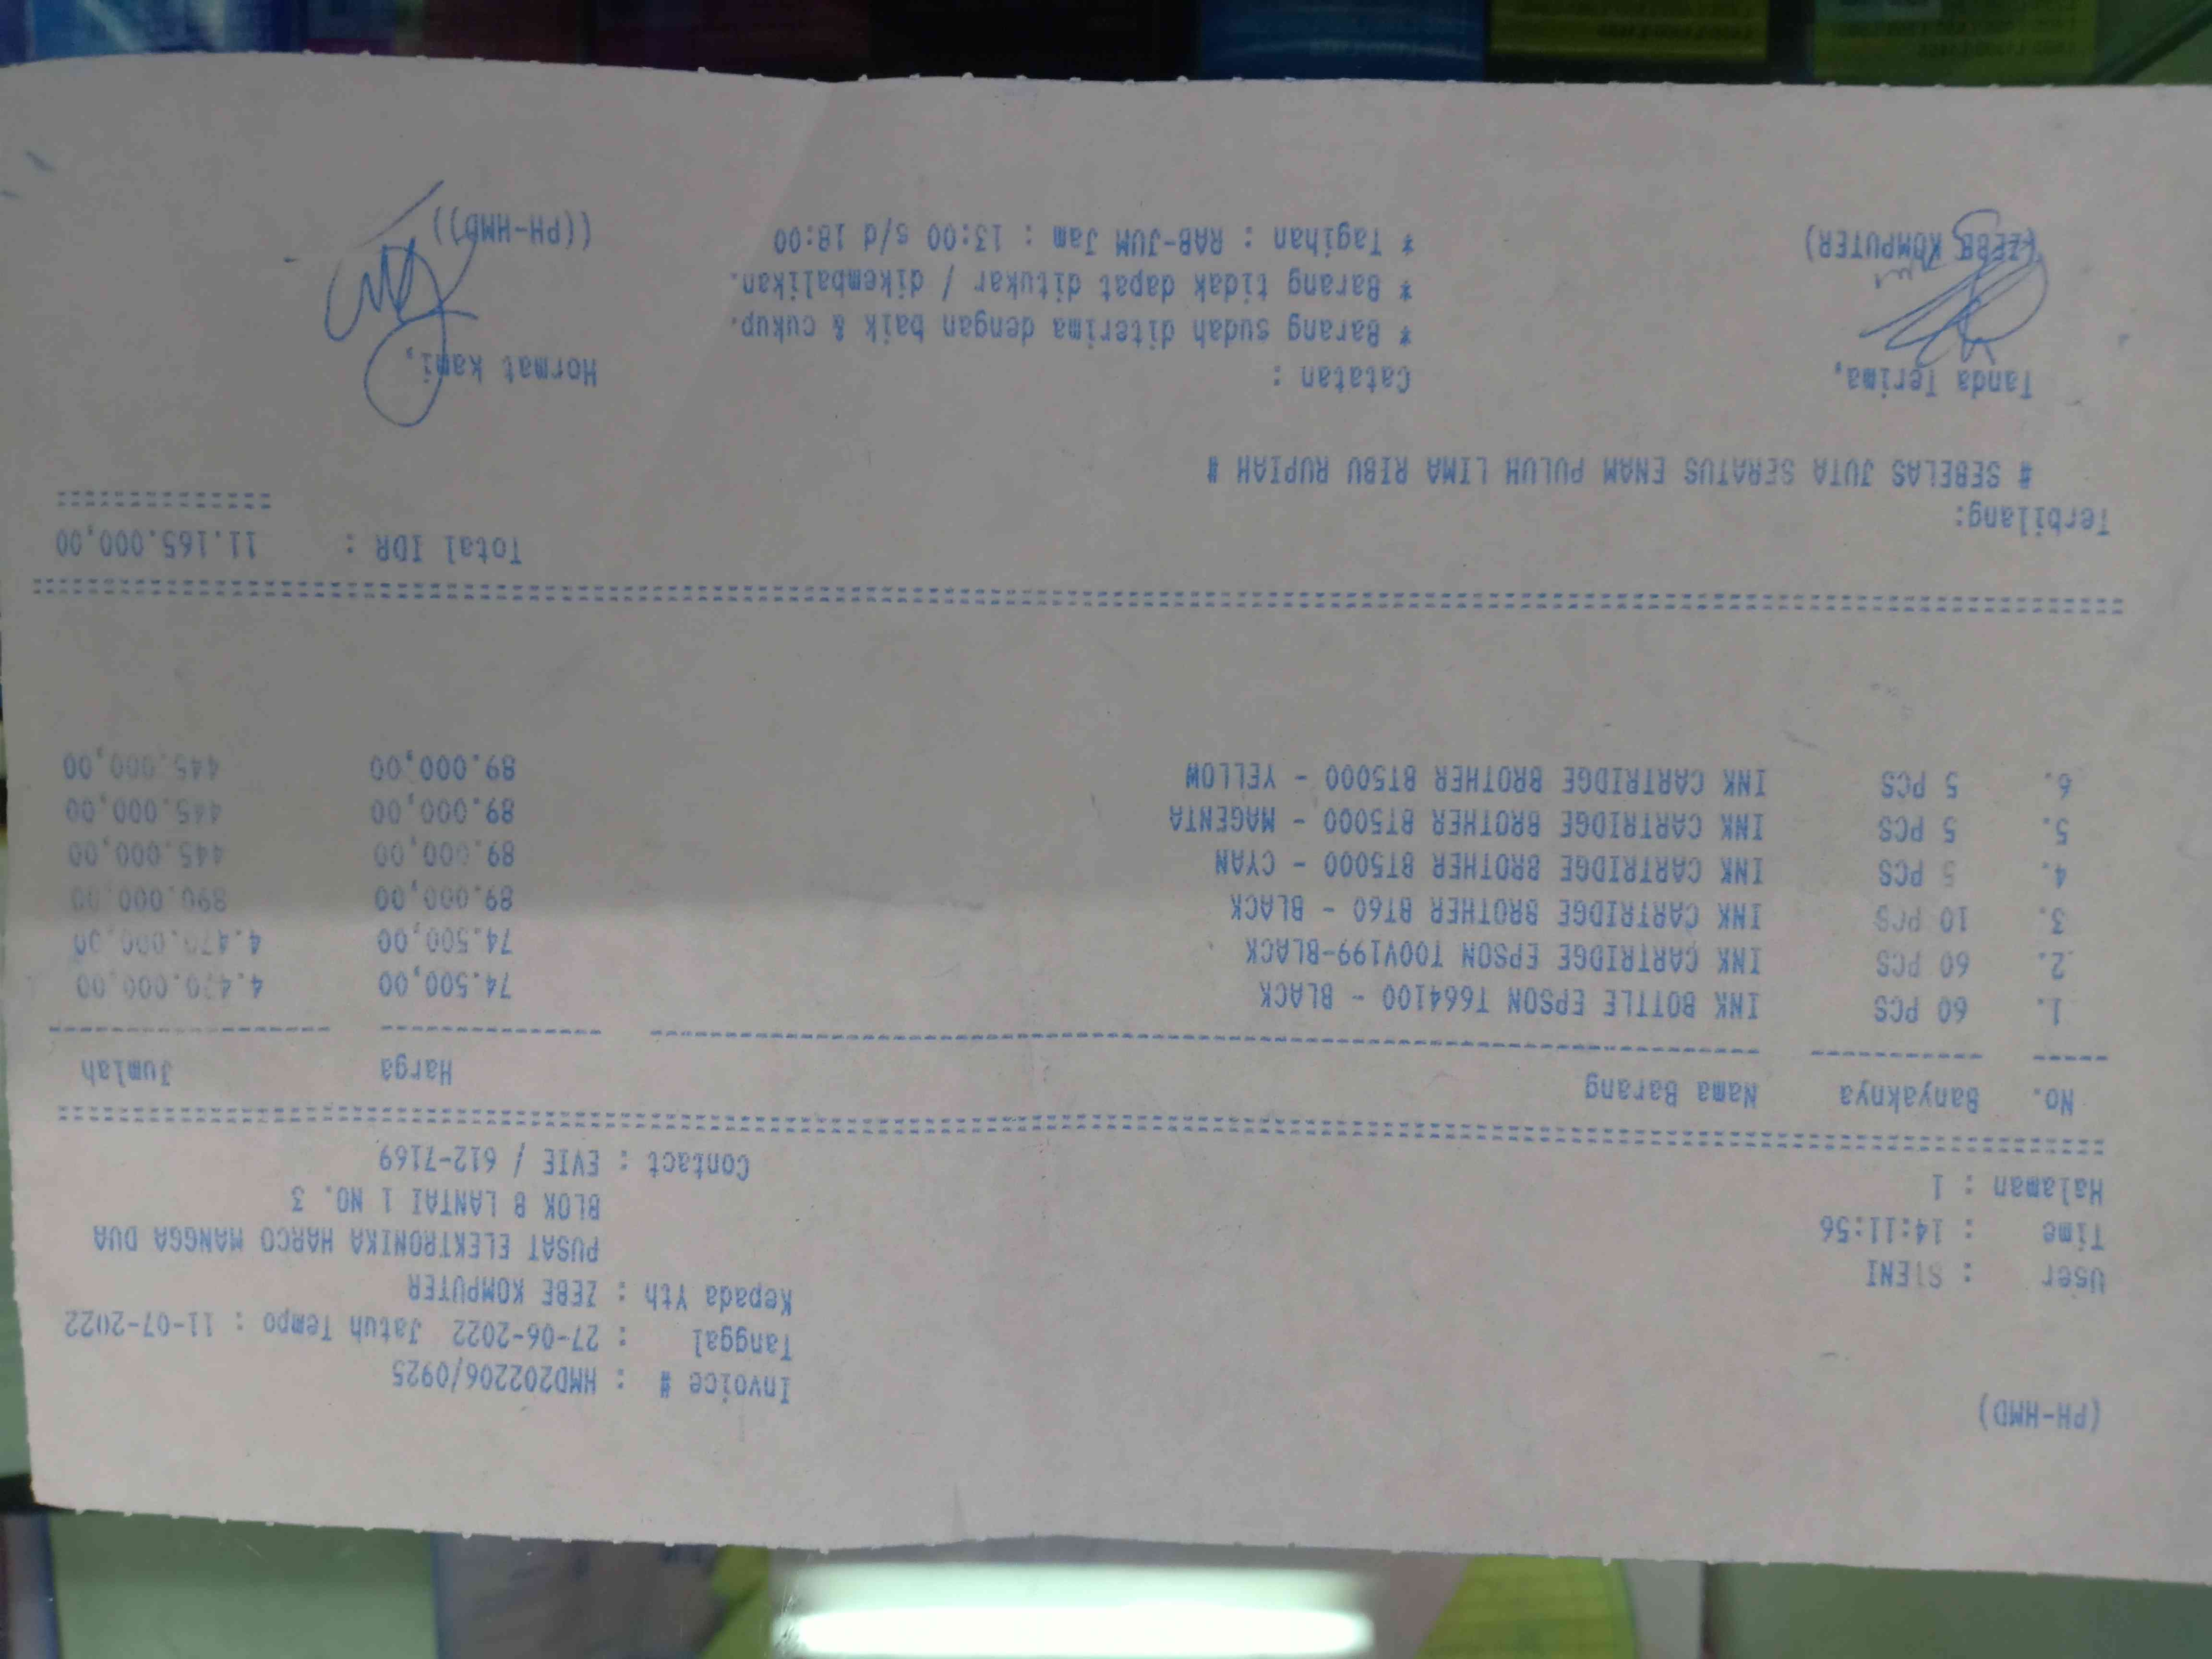 (PH-HMD)
Invoice # : HMD202206/0925
Tanggal : 27-06-2022 Jatuh Tempo : 11-07-2022
User : STENI
Kepada Yth : ZEBE KOMPUTER
Time : 14:11:56
PUSAT ELEKTRONIKA HARCO MANGGA DUA
Halaman : 1
BLOK B LANTAI 1 NO. 3
Contact : EVIE / 612-7169
No. Banyaknya Nama Barang Harga Jumlah
1. 60 PCS INK BOTTLE EPSON T664100 - BLACK 74.500,00 4.470.000,00
2. 60 PCS INK CARTRIDGE EPSON T00V199-BLACK 74.500,00 4.470.000,00
3. 10 PCS INK CARTRIDGE BROTHER BT60 - BLACK 89.000,00 890.000,00
4. 5 PCS INK CARTRIDGE BROTHER BT5000 - CYAN 89.000,00 445.000,00
5. 5 PCS INK CARTRIDGE BROTHER BT5000 - MAGENTA 89.000,00 445.000,00
6. 5 PCS INK CARTRIDGE BROTHER BT5000 - YELLOW 89.000,00 445.000,00
Terbilang: Total IDR : 11.165.000,00
# SEBELAS JUTA SERATUS ENAM PULUH LIMA RIBU RUPIAH #
Tanda Terima, Catatan : Hormat kami,
* Barang sudah diterima dengan baik & cukup.
* Barang tidak dapat ditukar / dikembalikan.
(ZEBE KOMPUTER) * Tagihan : RAB-JUM Jam : 13:00 s/d 18:00 ((PH-HMD))